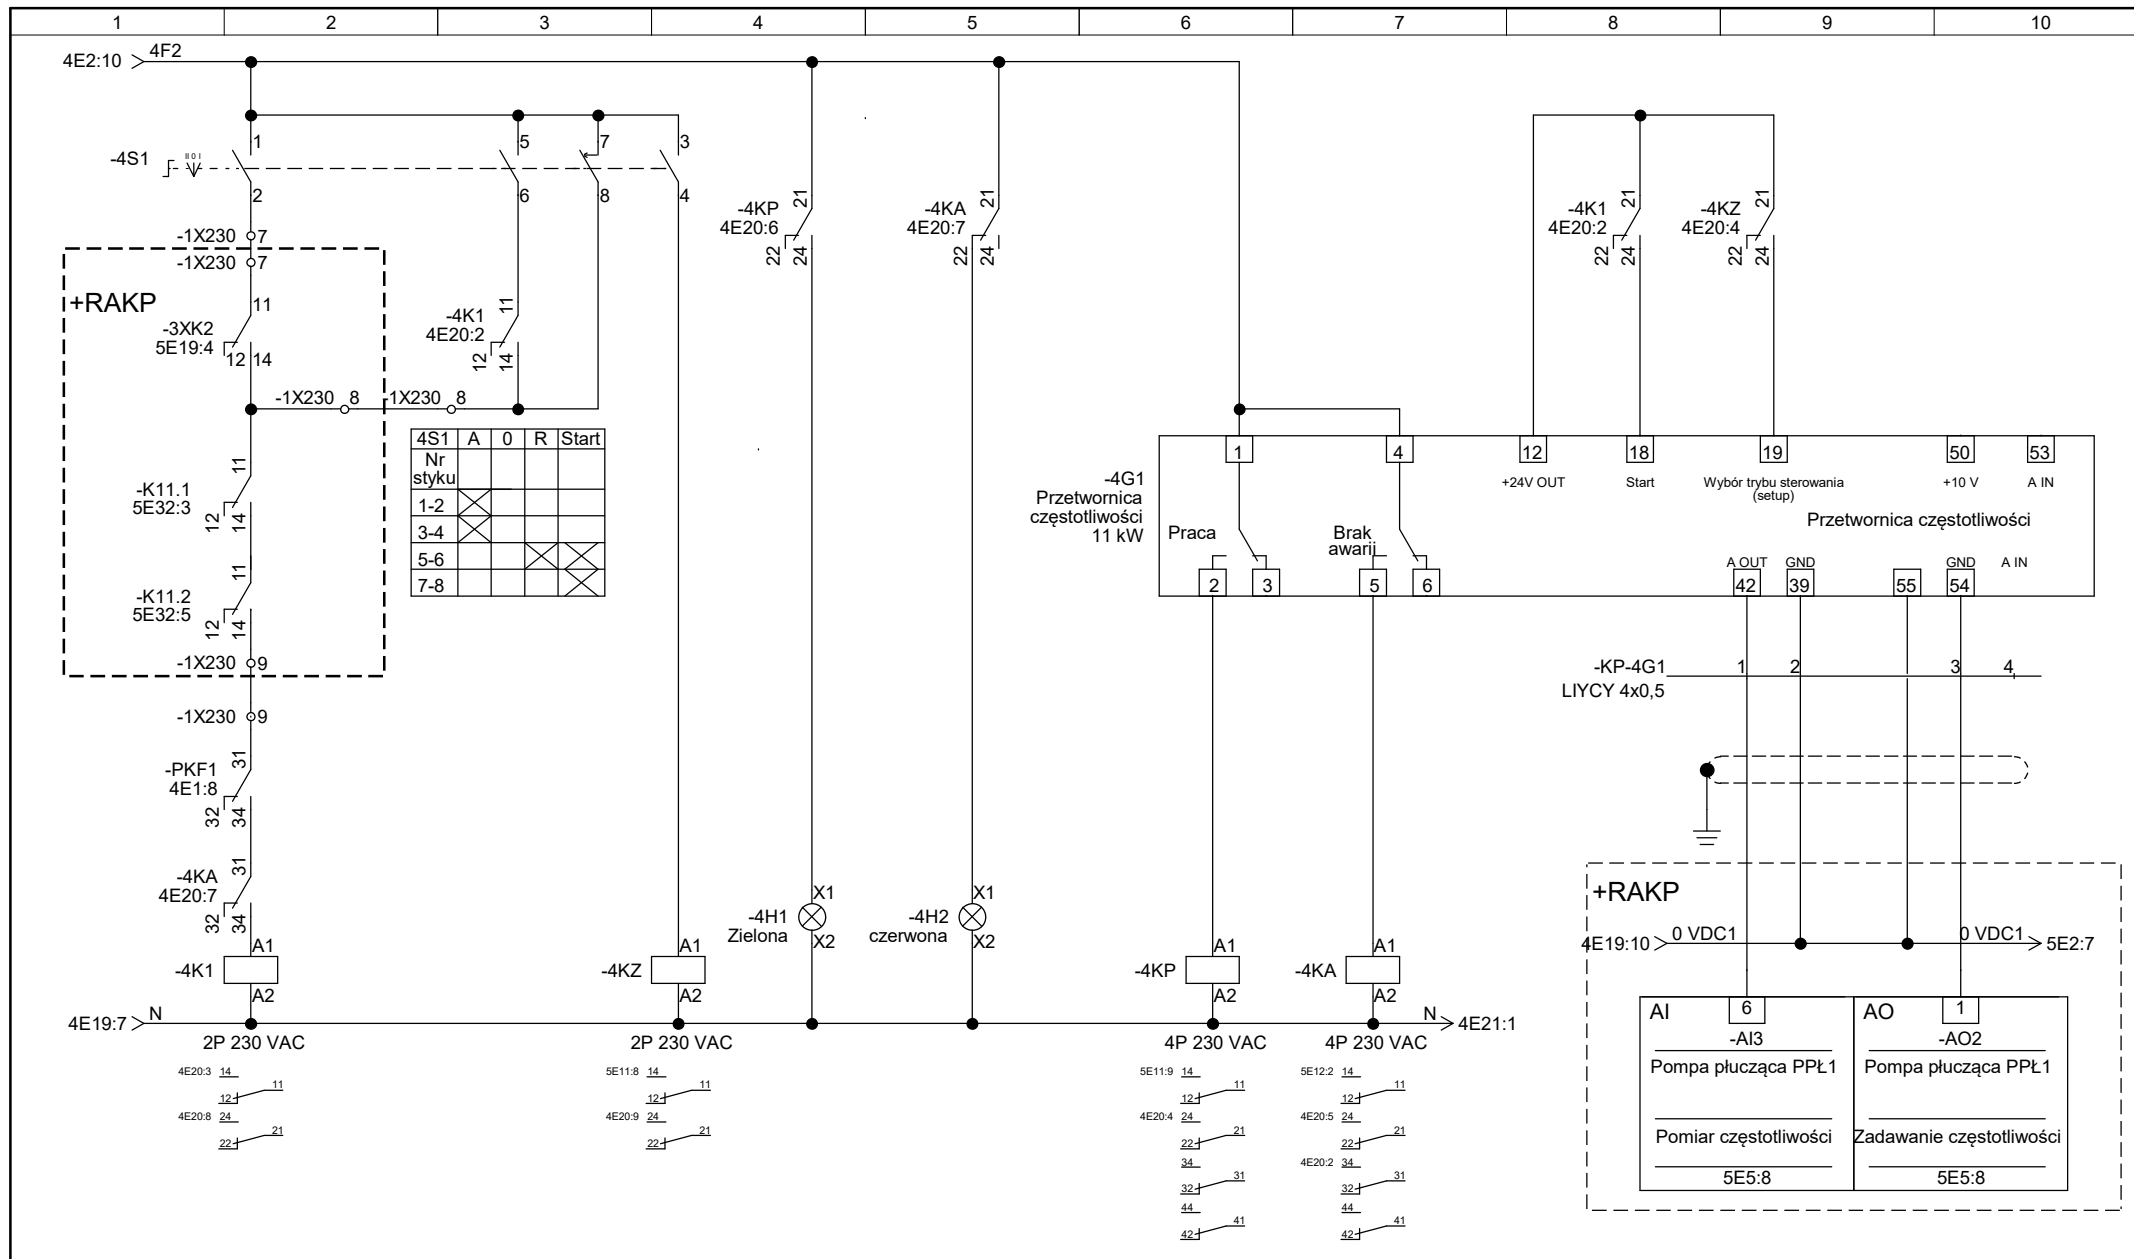 1 2 3 4 5 6 7 8 9 10
4E2:10 4F2
-4S1 II 0 I 1 5 7 3
2 6 8 4
-1X230 7
-1X230 7
+RAKP
11
-3XK2
5E19:4
12 14
-4K1
4E20:2
11
12 14
-1X230 8 -1X230 8
-K11.1
5E32:3
11
12 14
-K11.2
5E32:5
11
12 14
-1X230 9
-1X230 9
-PKF1
4E1:8
31
32 34
-4KA
4E20:7
31
32 34
A1
-4K1
A2
4S1 A 0 R Start
Nr
styku
1-2
3-4
5-6
7-8
A1
-4KZ
A2
-4KP
4E20:6
21
22 24
-4KA
4E20:7
21
22 24
X1
-4H1
Zielona
X2
X1
-4H2
czerwona
X2
-4K1
4E20:2
21
22 24
-4KZ
4E20:4
21
22 24
-4G1
Przetwornica
częstotliwości
11 kW
1 4 12 18 19 50 53
+24V OUT Start Wybór trybu sterowania
(setup)
+10 V A IN
Przetwornica częstotliwości
Praca
Brak
awarii
A OUT GND GND A IN
2 3 5 6 42 39 55 54
-KP-4G1 1 2 3 4
LIYCY 4x0,5
A1
-4KP
A2
A1
-4KA
A2
4E19:7 N N 4E21:1
2P 230 VAC 2P 230 VAC 4P 230 VAC 4P 230 VAC
4E20:3 14
11
12
4E20:8 24
21
22
5E11:8 14
11
12
4E20:9 24
21
22
5E11:9 14
11
12
4E20:4 24
21
22
34
31
32
44
41
42
5E12:2 14
11
12
4E20:5 24
21
22
4E20:2 34
31
32
44
41
42
+RAKP
4E19:10 0 VDC1 0 VDC1 5E2:7
AI 6
-AI3
Pompa płucząca PPŁ1
Pomiar częstotliwości
5E5:8
AO 1
-AO2
Pompa płucząca PPŁ1
Zadawanie częstotliwości
5E5:8